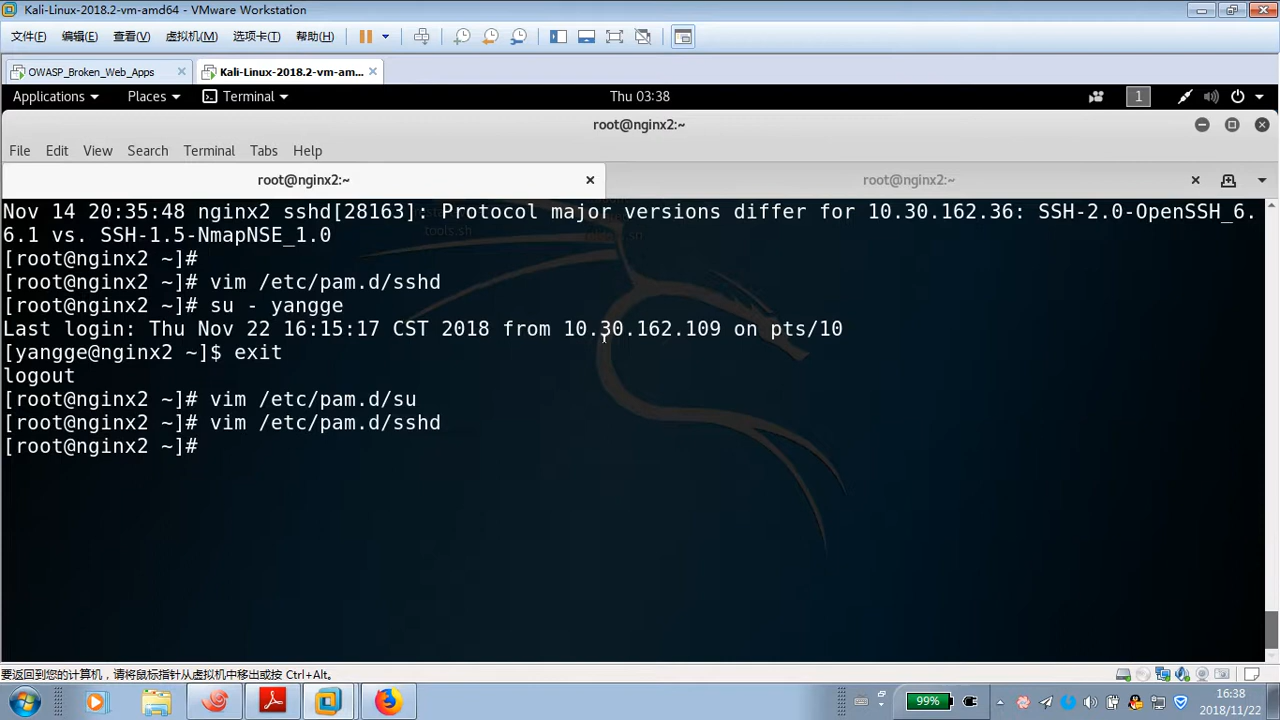 Kali-Linux-2018.2-vm-amd64 - VMware Workstation
文件(F) 编辑(E) 查看(V) 虚拟机(M) 选项卡(T) 帮助(H)
OWASP_Broken_Web_Apps Kali-Linux-2018.2-vm-am...
Applications Places Terminal Thu 03:38 1
root@nginx2:~
File Edit View Search Terminal Tabs Help
root@nginx2:~ root@nginx2:~
Nov 14 20:35:48 nginx2 sshd[28163]: Protocol major versions differ for 10.30.162.36: SSH-2.0-OpenSSH_6.
6.1 vs. SSH-1.5-NmapNSE_1.0
[root@nginx2 ~]#
[root@nginx2 ~]# vim /etc/pam.d/sshd
[root@nginx2 ~]# su - yangge
Last login: Thu Nov 22 16:15:17 CST 2018 from 10.30.162.109 on pts/10
[yangge@nginx2 ~]$ exit
logout
[root@nginx2 ~]# vim /etc/pam.d/su
[root@nginx2 ~]# vim /etc/pam.d/sshd
[root@nginx2 ~]#
要返回到您的计算机，请将鼠标指针从虚拟机中移出或按 Ctrl+Alt。
99% 16:38
2018/11/22